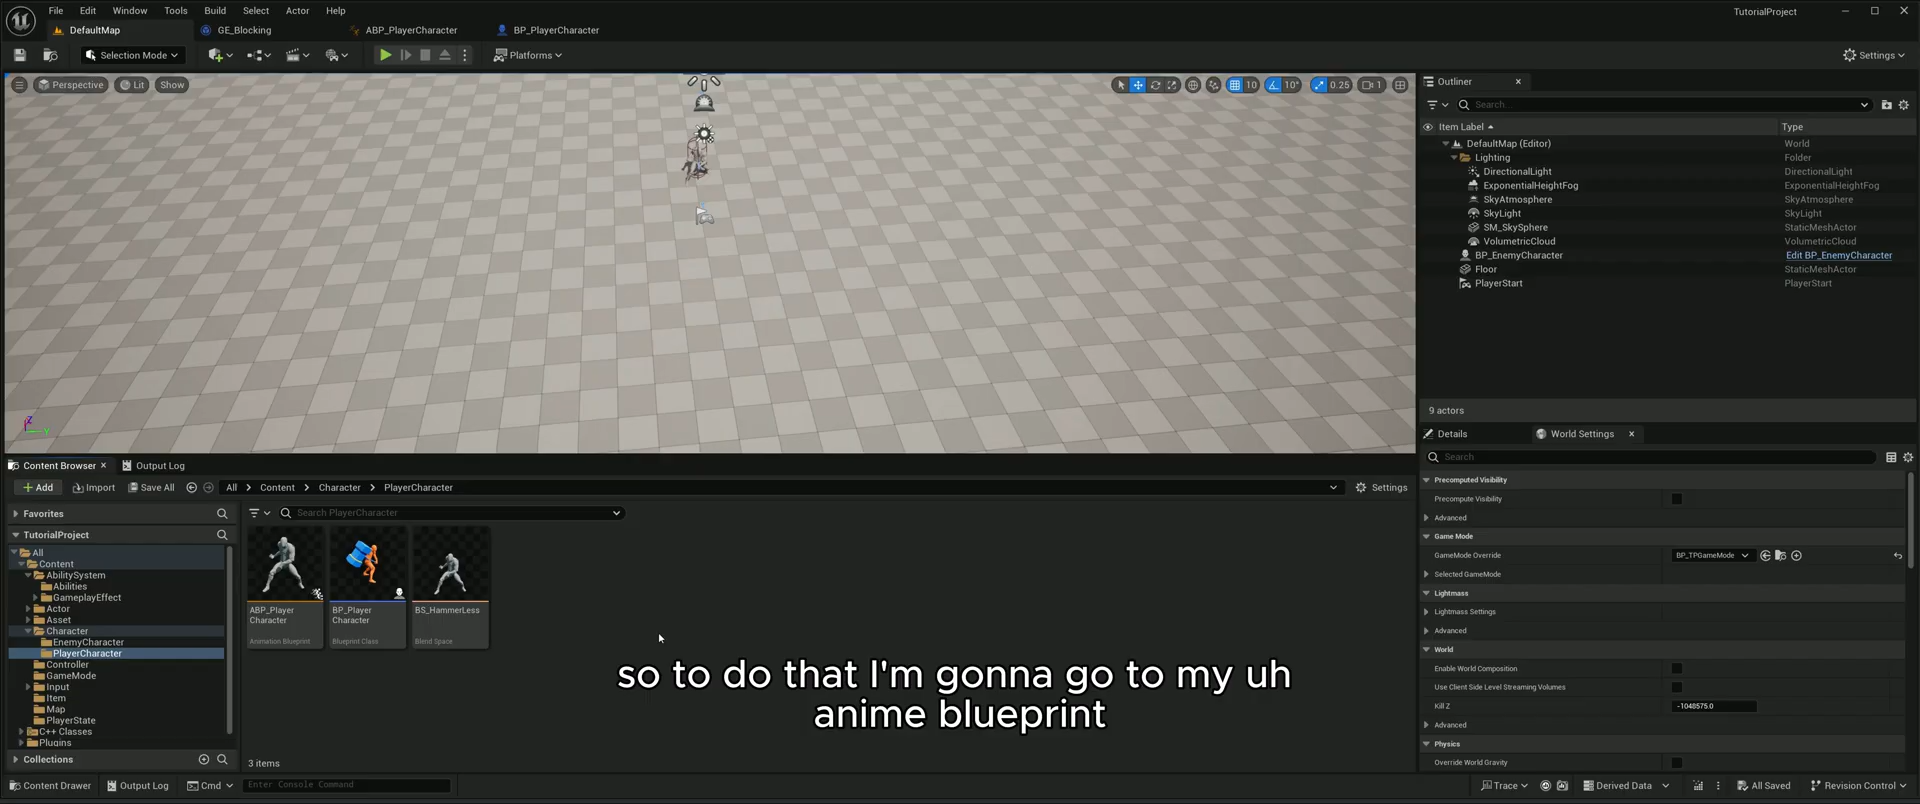 File Edit Window Tools Build Select Actor Help
TutorialProject
DefaultMap
GE_Blocking
ABP_PlayerCharacter
BP_PlayerCharacter
Selection Mode
Platforms
Settings
Perspective
Lit
Show
10
10°
0.25
1
Z
Y
Outliner
Search...
Item Label
Type
DefaultMap (Editor) World
Lighting Folder
DirectionalLight DirectionalLight
ExponentialHeightFog ExponentialHeightFog
SkyAtmosphere SkyAtmosphere
SkyLight SkyLight
SM_SkySphere StaticMeshActor
VolumetricCloud VolumetricCloud
BP_EnemyCharacter Edit BP_EnemyCharacter
Floor StaticMeshActor
PlayerStart PlayerStart
9 actors
Details
World Settings
Search
Precomputed Visibility
Precompute Visibility
Advanced
Game Mode
GameMode Override BP_TPGameMode
Selected GameMode
Lightmass
Lightmass Settings
Advanced
World
Enable World Composition
Use Client Side Level Streaming Volumes
Kill Z -1048575.0
Advanced
Physics
Override World Gravity
Content Browser
Output Log
Add
Import
Save All
All
Content
Character
PlayerCharacter
Settings
Favorites
Search PlayerCharacter
TutorialProject
All
Content
AbilitySystem
Abilities
GameplayEffect
Actor
Asset
Character
EnemyCharacter
PlayerCharacter
Controller
GameMode
Input
Item
Map
PlayerState
C++ Classes
Plugins
Collections
ABP_Player
Character
Animation Blueprint
BP_Player
Character
Blueprint Class
BS_HammerLess
Blend Space
so to do that I'm gonna go to my uh
anime blueprint
3 items
Content Drawer
Output Log
Cmd
Enter Console Command
Trace
Derived Data
All Saved
Revision Control